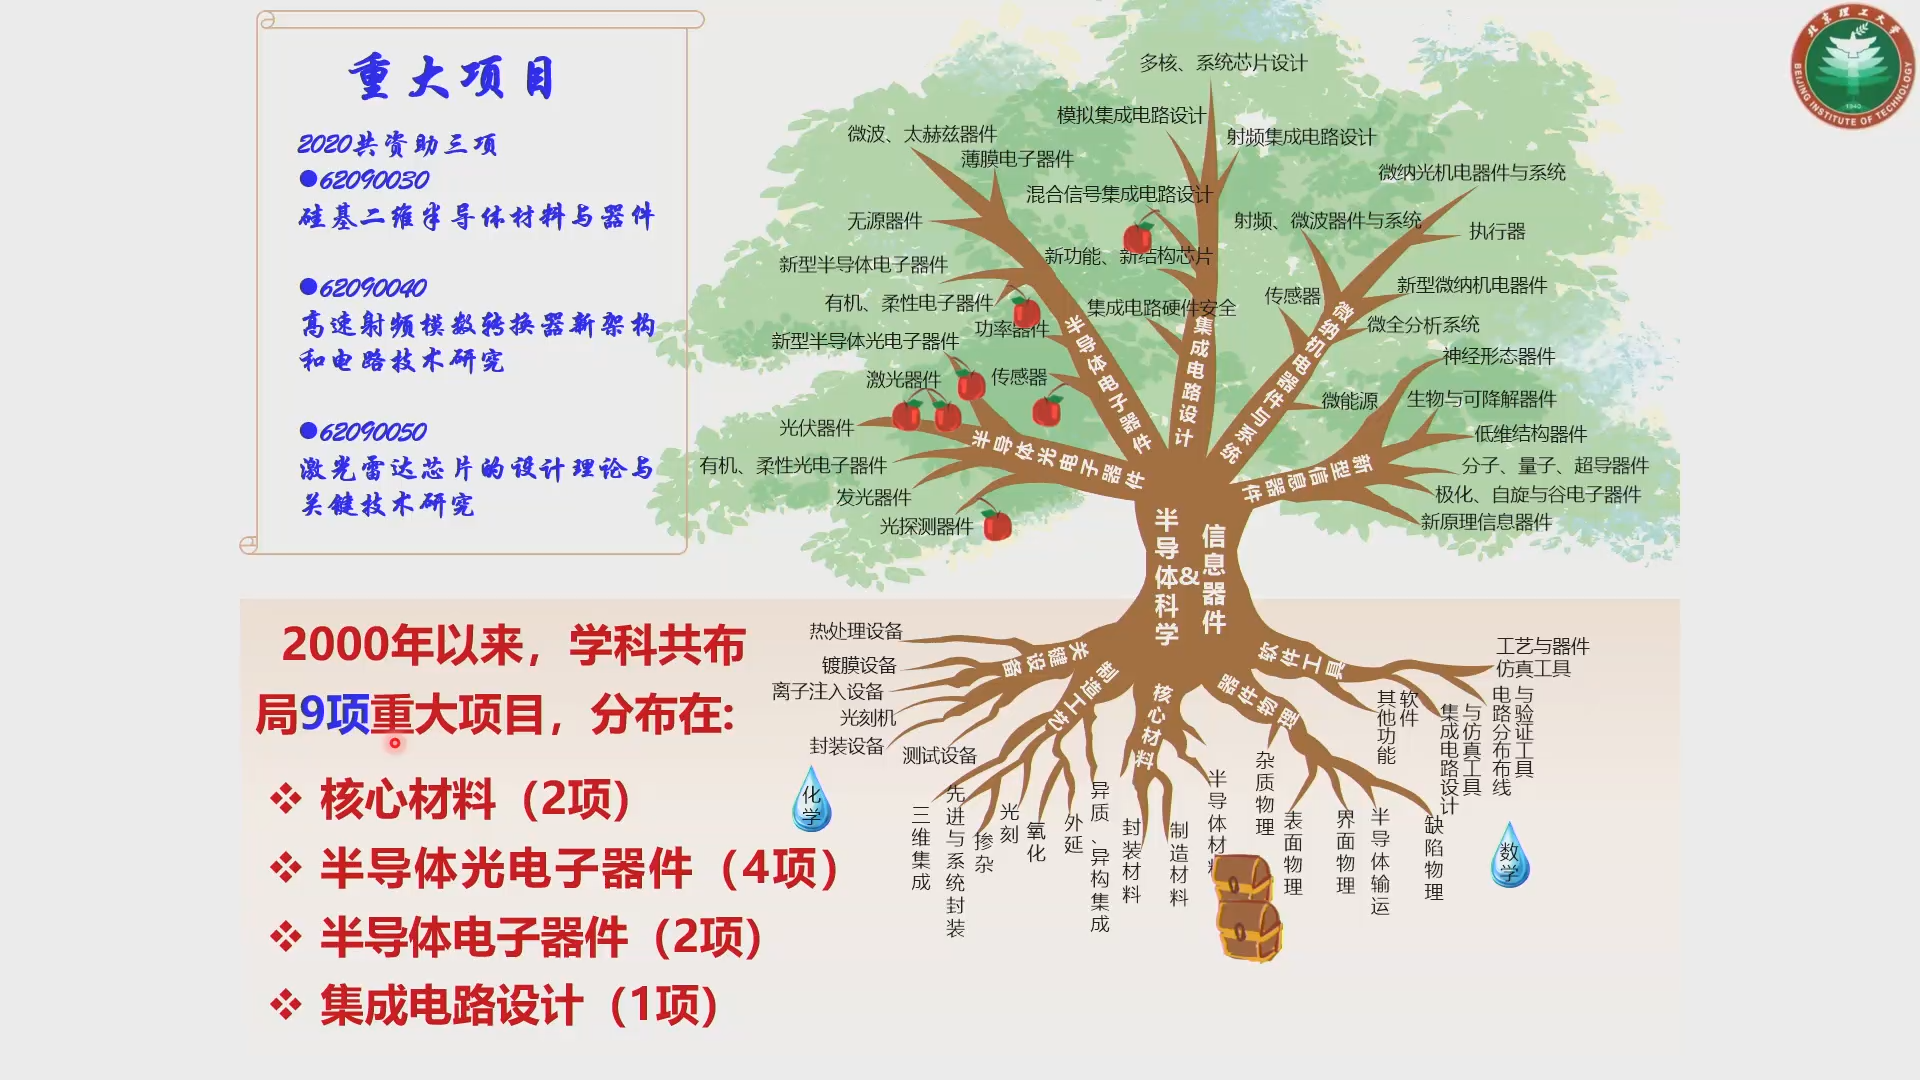 重大项目
2020共资助三项
●62090030
硅基二维半导体材料与器件
●62090040
高速射频模数转换器新架构
和电路技术研究
●62090050
激光雷达芯片的设计理论与
关键技术研究
2000年以来，学科共布
局9项重大项目，分布在:
❖ 核心材料（2项）
❖ 半导体光电子器件（4项）
❖ 半导体电子器件（2项）
❖ 集成电路设计（1项）
多核、系统芯片设计
模拟集成电路设计
射频集成电路设计
微波、太赫兹器件
薄膜电子器件
混合信号集成电路设计
微纳光机电器件与系统
无源器件
射频、微波器件与系统
执行器
新功能、新结构芯片
新型半导体电子器件
新型微纳机电器件
有机、柔性电子器件
集成电路硬件安全
传感器
功率器件
微全分析系统
新型半导体光电子器件
神经形态器件
激光器件
传感器
微能源
生物与可降解器件
光伏器件
低维结构器件
有机、柔性光电子器件
分子、量子、超导器件
发光器件
极化、自旋与谷电子器件
光探测器件
新原理信息器件
半导体电子器件
集成电路设计
微纳机电器件与系统
半导体光电子器件
新型信息器件
半导体科学
&
信息器件
热处理设备
镀膜设备
离子注入设备
光刻机
封装设备
测试设备
关键设备
制造工艺
核心材料
器件物理
软件工具
工艺与器件
仿真工具
其他功能
软件
集成电路设计
与仿真工具
电路分布布线
与验证工具
化学
三维集成
先进与系统封装
掺杂
光刻
氧化
外延
异质、异构集成
封装材料
制造材料
半导体材
杂质物理
表面物理
界面物理
半导体输运
缺陷物理
数学
北京理工大学
BEIJING INSTITUTE OF TECHNOLOGY
1940